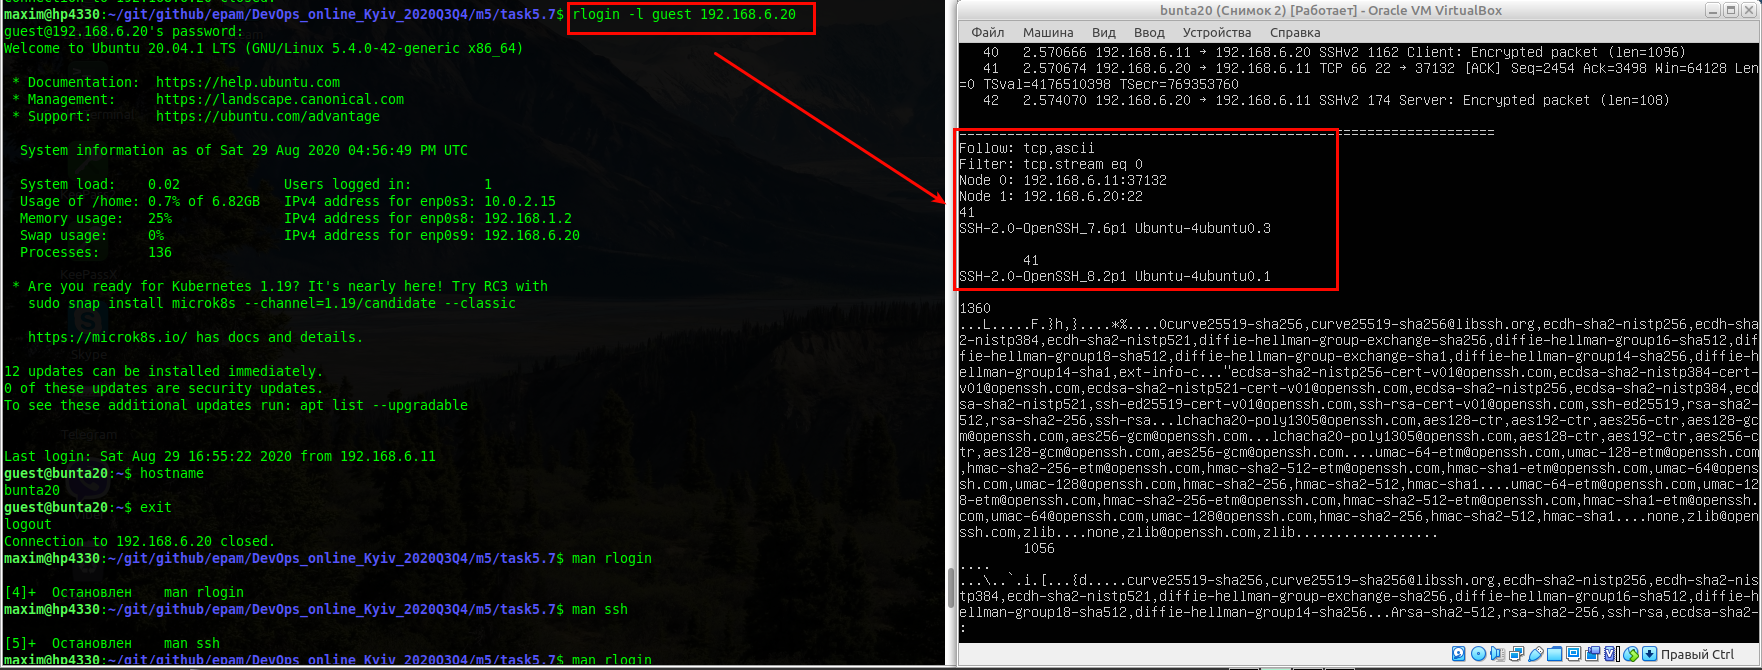 maxim@hp4330:~/git/github/epam/DevOps_online_Kyiv_2020Q3Q4/m5/task5.7$ rlogin -l guest 192.168.6.20
guest@192.168.6.20's password:
Welcome to Ubuntu 20.04.1 LTS (GNU/Linux 5.4.0-42-generic x86_64)
* Documentation:  https://help.ubuntu.com
* Management:     https://landscape.canonical.com
* Support:        https://ubuntu.com/advantage
System information as of Sat 29 Aug 2020 04:56:49 PM UTC
System load:    0.02             Users logged in:         1
Usage of /home: 0.7% of 6.82GB   IPv4 address for enp0s3: 10.0.2.15
Memory usage:   25%              IPv4 address for enp0s8: 192.168.1.2
Swap usage:     0%               IPv4 address for enp0s9: 192.168.6.20
Processes:      136
* Are you ready for Kubernetes 1.19? It's nearly here! Try RC3 with
sudo snap install microk8s --channel=1.19/candidate --classic
https://microk8s.io/ has docs and details.
12 updates can be installed immediately.
0 of these updates are security updates.
To see these additional updates run: apt list --upgradable
Last login: Sat Aug 29 16:55:22 2020 from 192.168.6.11
guest@bunta20:~$ hostname
bunta20
guest@bunta20:~$ exit
logout
Connection to 192.168.6.20 closed.
maxim@hp4330:~/git/github/epam/DevOps_online_Kyiv_2020Q3Q4/m5/task5.7$ man rlogin
[4]+  Остановлен    man rlogin
maxim@hp4330:~/git/github/epam/DevOps_online_Kyiv_2020Q3Q4/m5/task5.7$ man ssh
[5]+  Остановлен    man ssh
maxim@hp4330:~/git/github/epam/DevOps_online_Kyiv_2020Q3Q4/m5/task5.7$ man rlogin
bunta20 (Снимок 2) [Работает] - Oracle VM VirtualBox
Файл Машина Вид Ввод Устройства Справка
40   2.570666 192.168.6.11 → 192.168.6.20 SSHv2 1162 Client: Encrypted packet (len=1096)
41   2.570674 192.168.6.20 → 192.168.6.11 TCP 66 22 → 37132 [ACK] Seq=2454 Ack=3498 Win=64128 Len
=0 TSval=4176510398 TSecr=769353760
42   2.574070 192.168.6.20 → 192.168.6.11 SSHv2 174 Server: Encrypted packet (len=108)
===================================================================
Follow: tcp,ascii
Filter: tcp.stream eq 0
Node 0: 192.168.6.11:37132
Node 1: 192.168.6.20:22
41
SSH-2.0-OpenSSH_7.6p1 Ubuntu-4ubuntu0.3
41
SSH-2.0-OpenSSH_8.2p1 Ubuntu-4ubuntu0.1
1360
...L.....F.}h,}....*%....0curve25519-sha256,curve25519-sha256@libssh.org,ecdh-sha2-nistp256,ecdh-sha
2-nistp384,ecdh-sha2-nistp521,diffie-hellman-group-exchange-sha256,diffie-hellman-group16-sha512,dif
fie-hellman-group18-sha512,diffie-hellman-group-exchange-sha1,diffie-hellman-group14-sha256,diffie-h
ellman-group14-sha1,ext-info-c..."ecdsa-sha2-nistp256-cert-v01@openssh.com,ecdsa-sha2-nistp384-cert-
v01@openssh.com,ecdsa-sha2-nistp521-cert-v01@openssh.com,ecdsa-sha2-nistp256,ecdsa-sha2-nistp384,ecd
sa-sha2-nistp521,ssh-ed25519-cert-v01@openssh.com,ssh-rsa-cert-v01@openssh.com,ssh-ed25519,rsa-sha2-
512,rsa-sha2-256,ssh-rsa...lchacha20-poly1305@openssh.com,aes128-ctr,aes192-ctr,aes256-ctr,aes128-gc
m@openssh.com,aes256-gcm@openssh.com...lchacha20-poly1305@openssh.com,aes128-ctr,aes192-ctr,aes256-c
tr,aes128-gcm@openssh.com,aes256-gcm@openssh.com....umac-64-etm@openssh.com,umac-128-etm@openssh.com
,hmac-sha2-256-etm@openssh.com,hmac-sha2-512-etm@openssh.com,hmac-sha1-etm@openssh.com,umac-64@opens
sh.com,umac-128@openssh.com,hmac-sha2-256,hmac-sha2-512,hmac-sha1....umac-64-etm@openssh.com,umac-12
8-etm@openssh.com,hmac-sha2-256-etm@openssh.com,hmac-sha2-512-etm@openssh.com,hmac-sha1-etm@openssh.
com,umac-64@openssh.com,umac-128@openssh.com,hmac-sha2-256,hmac-sha2-512,hmac-sha1....none,zlib@open
ssh.com,zlib....none,zlib@openssh.com,zlib..................
1056
....
...\..`.i.[...{d.....curve25519-sha256,curve25519-sha256@libssh.org,ecdh-sha2-nistp256,ecdh-sha2-nis
tp384,ecdh-sha2-nistp521,diffie-hellman-group-exchange-sha256,diffie-hellman-group16-sha512,diffie-h
ellman-group18-sha512,diffie-hellman-group14-sha256...Arsa-sha2-512,rsa-sha2-256,ssh-rsa,ecdsa-sha2-
:
Правый Ctrl